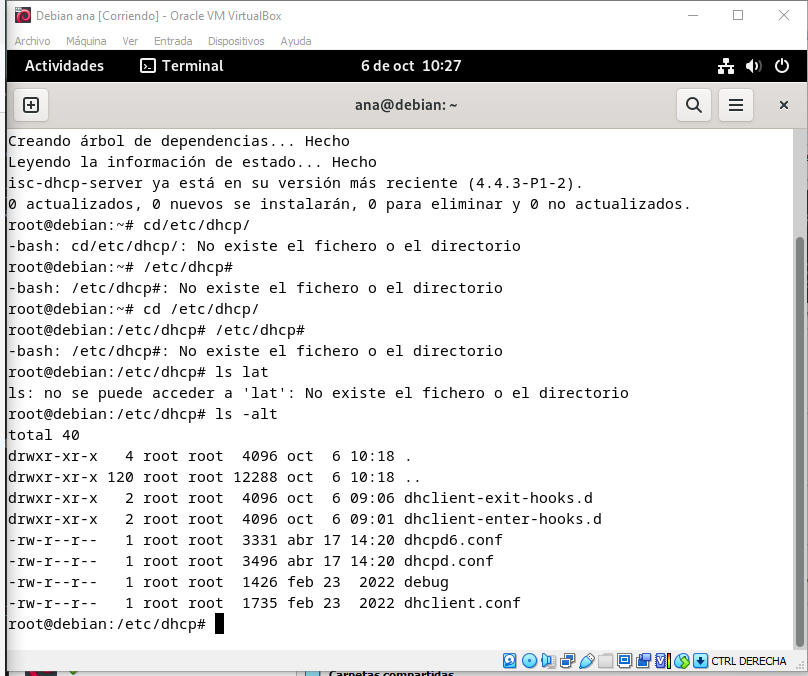 Debian ana [Corriendo] - Oracle VM VirtualBox
Archivo Máquina Ver Entrada Dispositivos Ayuda
Actividades Terminal 6 de oct 10:27
ana@debian: ~
Creando árbol de dependencias... Hecho
Leyendo la información de estado... Hecho
isc-dhcp-server ya está en su versión más reciente (4.4.3-P1-2).
0 actualizados, 0 nuevos se instalarán, 0 para eliminar y 0 no actualizados.
root@debian:~# cd/etc/dhcp/
-bash: cd/etc/dhcp/: No existe el fichero o el directorio
root@debian:~# /etc/dhcp#
-bash: /etc/dhcp#: No existe el fichero o el directorio
root@debian:~# cd /etc/dhcp/
root@debian:/etc/dhcp# /etc/dhcp#
-bash: /etc/dhcp#: No existe el fichero o el directorio
root@debian:/etc/dhcp# ls lat
ls: no se puede acceder a 'lat': No existe el fichero o el directorio
root@debian:/etc/dhcp# ls -alt
total 40
drwxr-xr-x   4 root root  4096 oct  6 10:18 .
drwxr-xr-x 120 root root 12288 oct  6 10:18 ..
drwxr-xr-x   2 root root  4096 oct  6 09:06 dhclient-exit-hooks.d
drwxr-xr-x   2 root root  4096 oct  6 09:01 dhclient-enter-hooks.d
-rw-r--r--   1 root root  3331 abr 17 14:20 dhcpd6.conf
-rw-r--r--   1 root root  3496 abr 17 14:20 dhcpd.conf
-rw-r--r--   1 root root  1426 feb 23  2022 debug
-rw-r--r--   1 root root  1735 feb 23  2022 dhclient.conf
root@debian:/etc/dhcp#
CTRL DERECHA
Carpetas compartidas